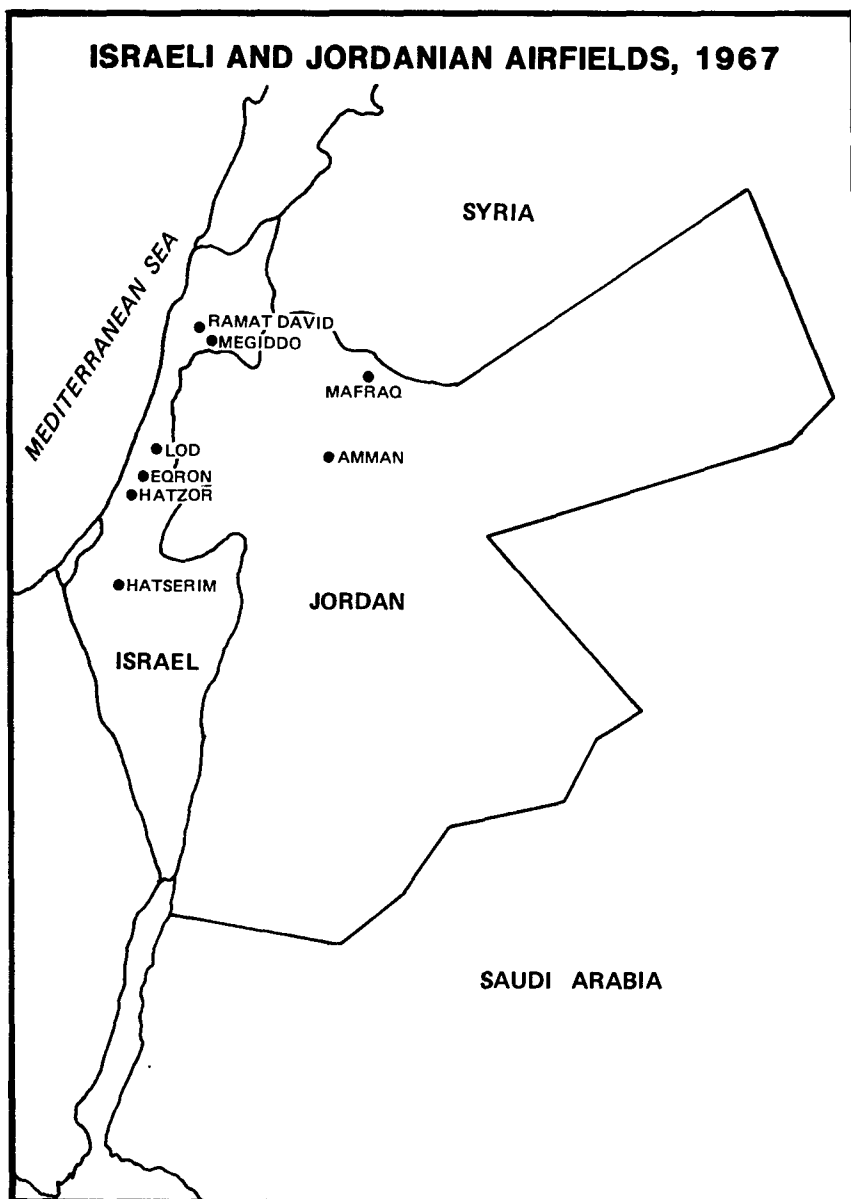 ISRAELI AND JORDANIAN AIRFIELDS, 1967
SYRIA
MEDITERRANEAN SEA
RAMAT DAVID
MEGIDDO
MAFRAQ
LOD
AMMAN
EQRON
HATZOR
HATSERIM
JORDAN
ISRAEL
SAUDI ARABIA